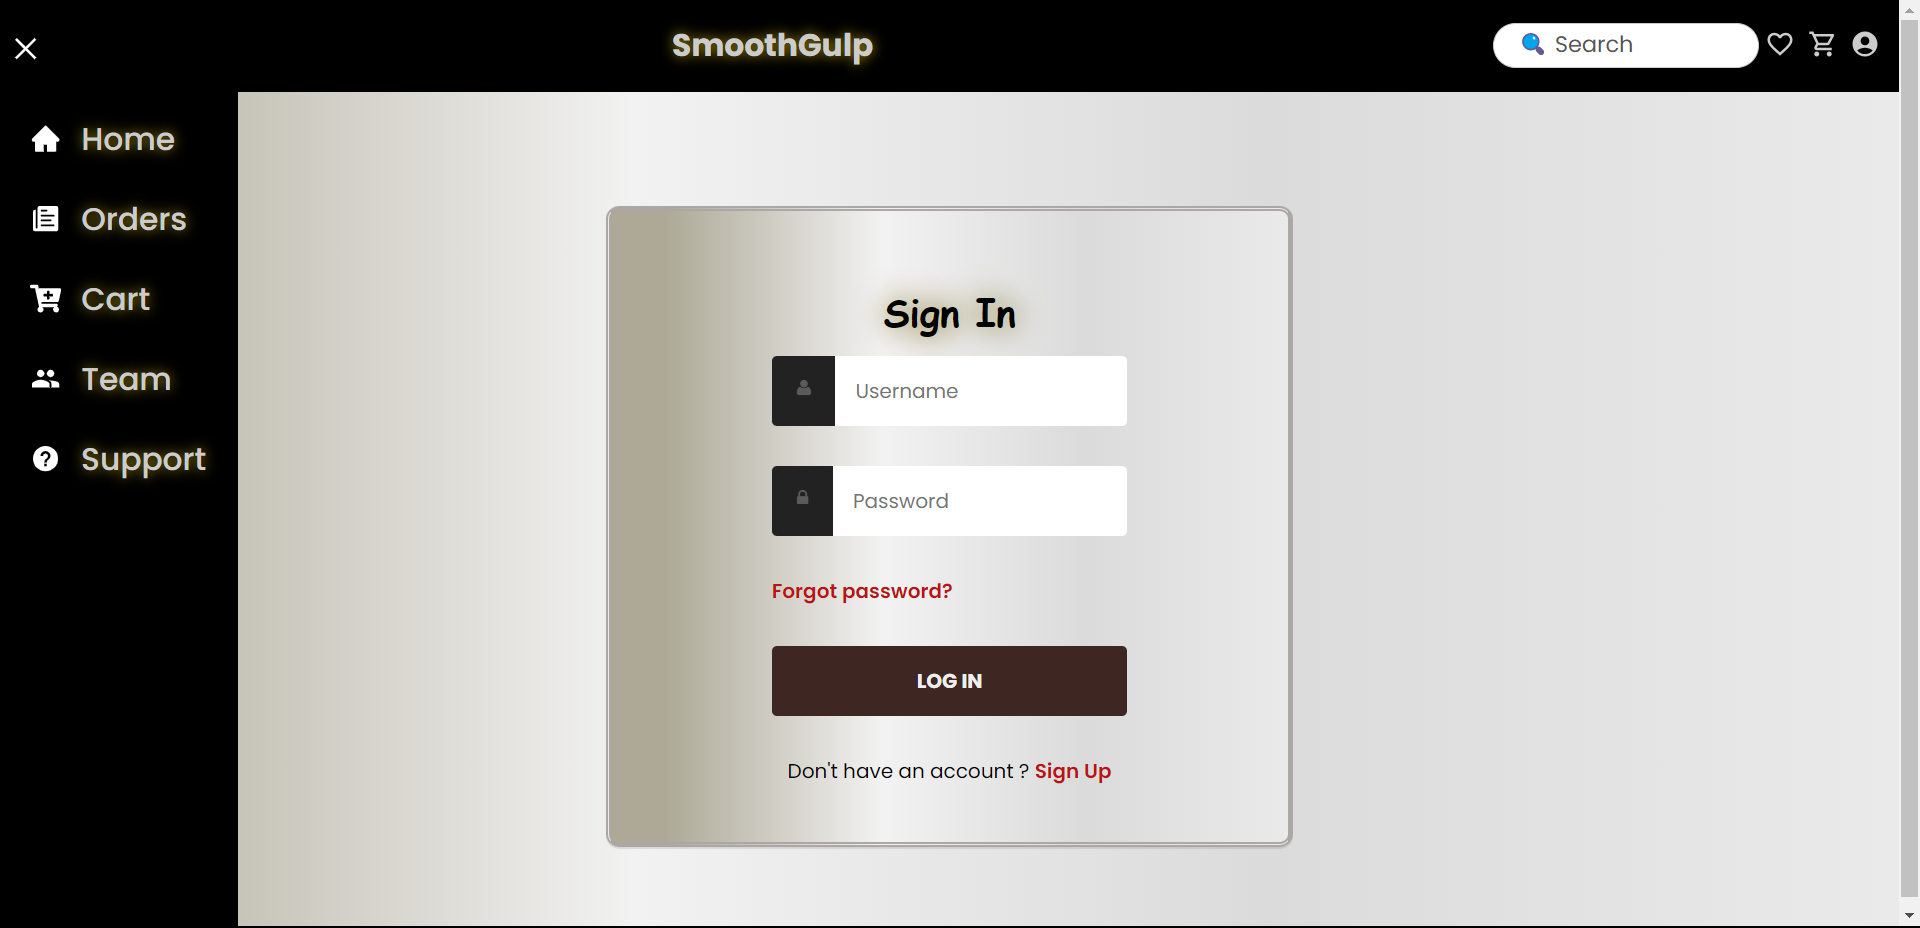 SmoothGulp
Search
Home
Orders
Cart
Team
Support
Sign In
Username
Password
Forgot password?
LOG IN
Don't have an account ? Sign Up